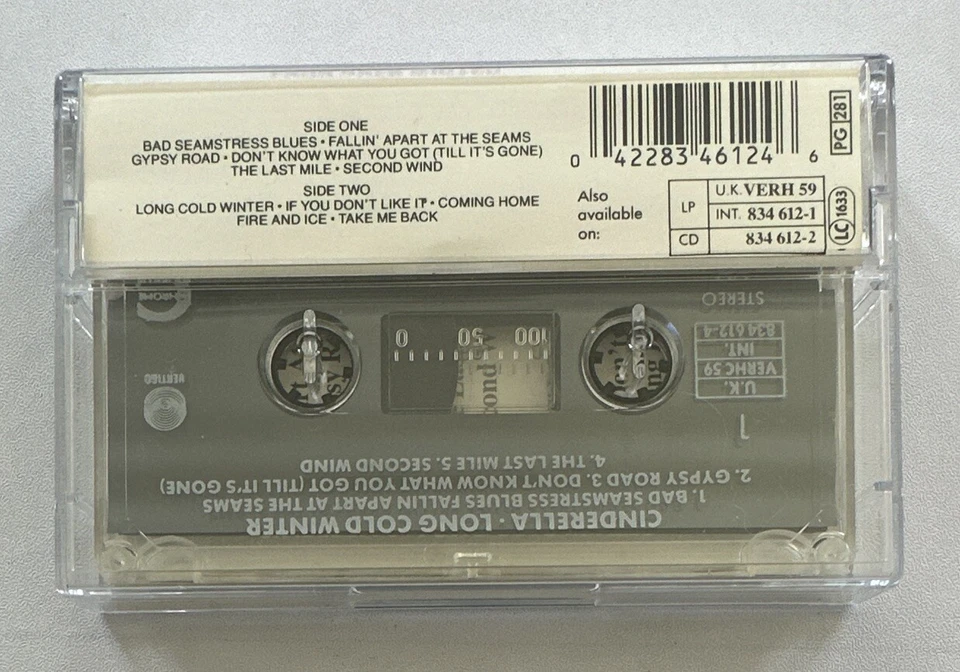 SIDE ONE
BAD SEAMSTRESS BLUES • FALLIN' APART AT THE SEAMS
GYPSY ROAD • DON'T KNOW WHAT YOU GOT (TILL IT'S GONE)
THE LAST MILE • SECOND WIND
SIDE TWO
LONG COLD WINTER • IF YOU DON'T LIKE IT • COMING HOME
FIRE AND ICE • TAKE ME BACK
0 42283 46124 6
PG 281
Also
available
on:
LP
U.K. VERH 59
INT. 834 612-1
CD
834 612-2
LC 1633
CINDERELLA · LONG COLD WINTER
1. BAD SEAMSTRESS BLUES FALLIN APART AT THE SEAMS
2. GYPSY ROAD 3. DON'T KNOW WHAT YOU GOT (TILL IT'S GONE)
4. THE LAST MILE 5. SECOND WIND
1
U.K.
VERHC 59
INT.
834 612-4
STEREO
VERTIGO
CHROME
100 50 0